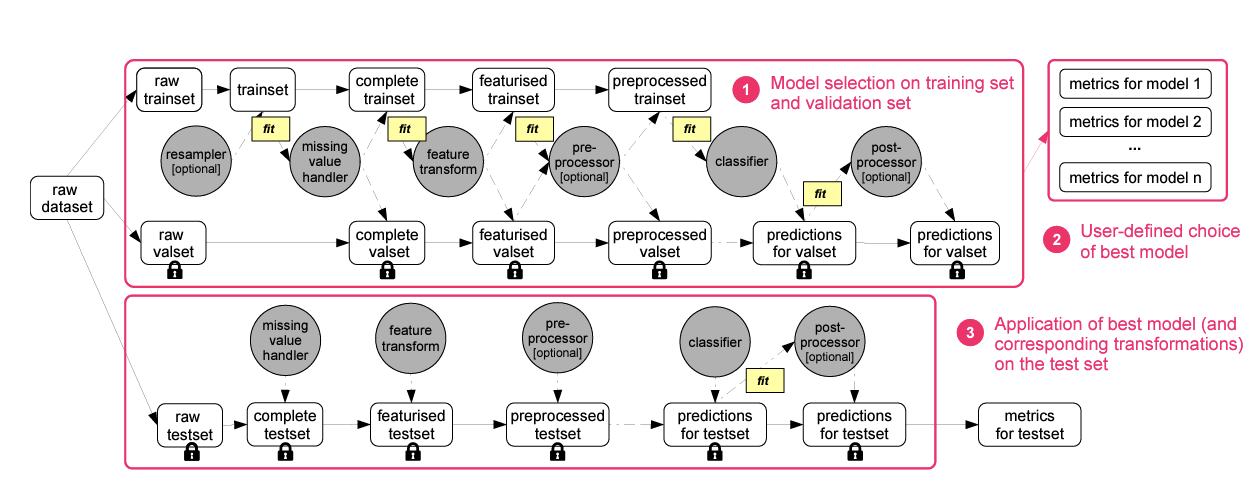 raw
dataset
raw
trainset
trainset
complete
trainset
featurised
trainset
preprocessed
trainset
1
Model selection on training set
and validation set
resampler
[optional]
fit
missing
value
handler
fit
feature
transform
fit
pre-
processor
[optional]
fit
classifier
fit
post-
processor
[optional]
raw
valset
complete
valset
featurised
valset
preprocessed
valset
predictions
for valset
predictions
for valset
metrics for model 1
metrics for model 2
...
metrics for model n
2
User-defined choice
of best model
missing
value
handler
feature
transform
pre-
processor
[optional]
classifier
fit
post-
processor
[optional]
3
Application of best model (and
corresponding transformations)
on the test set
raw
testset
complete
testset
featurised
testset
preprocessed
testset
predictions
for testset
predictions
for testset
metrics
for testset